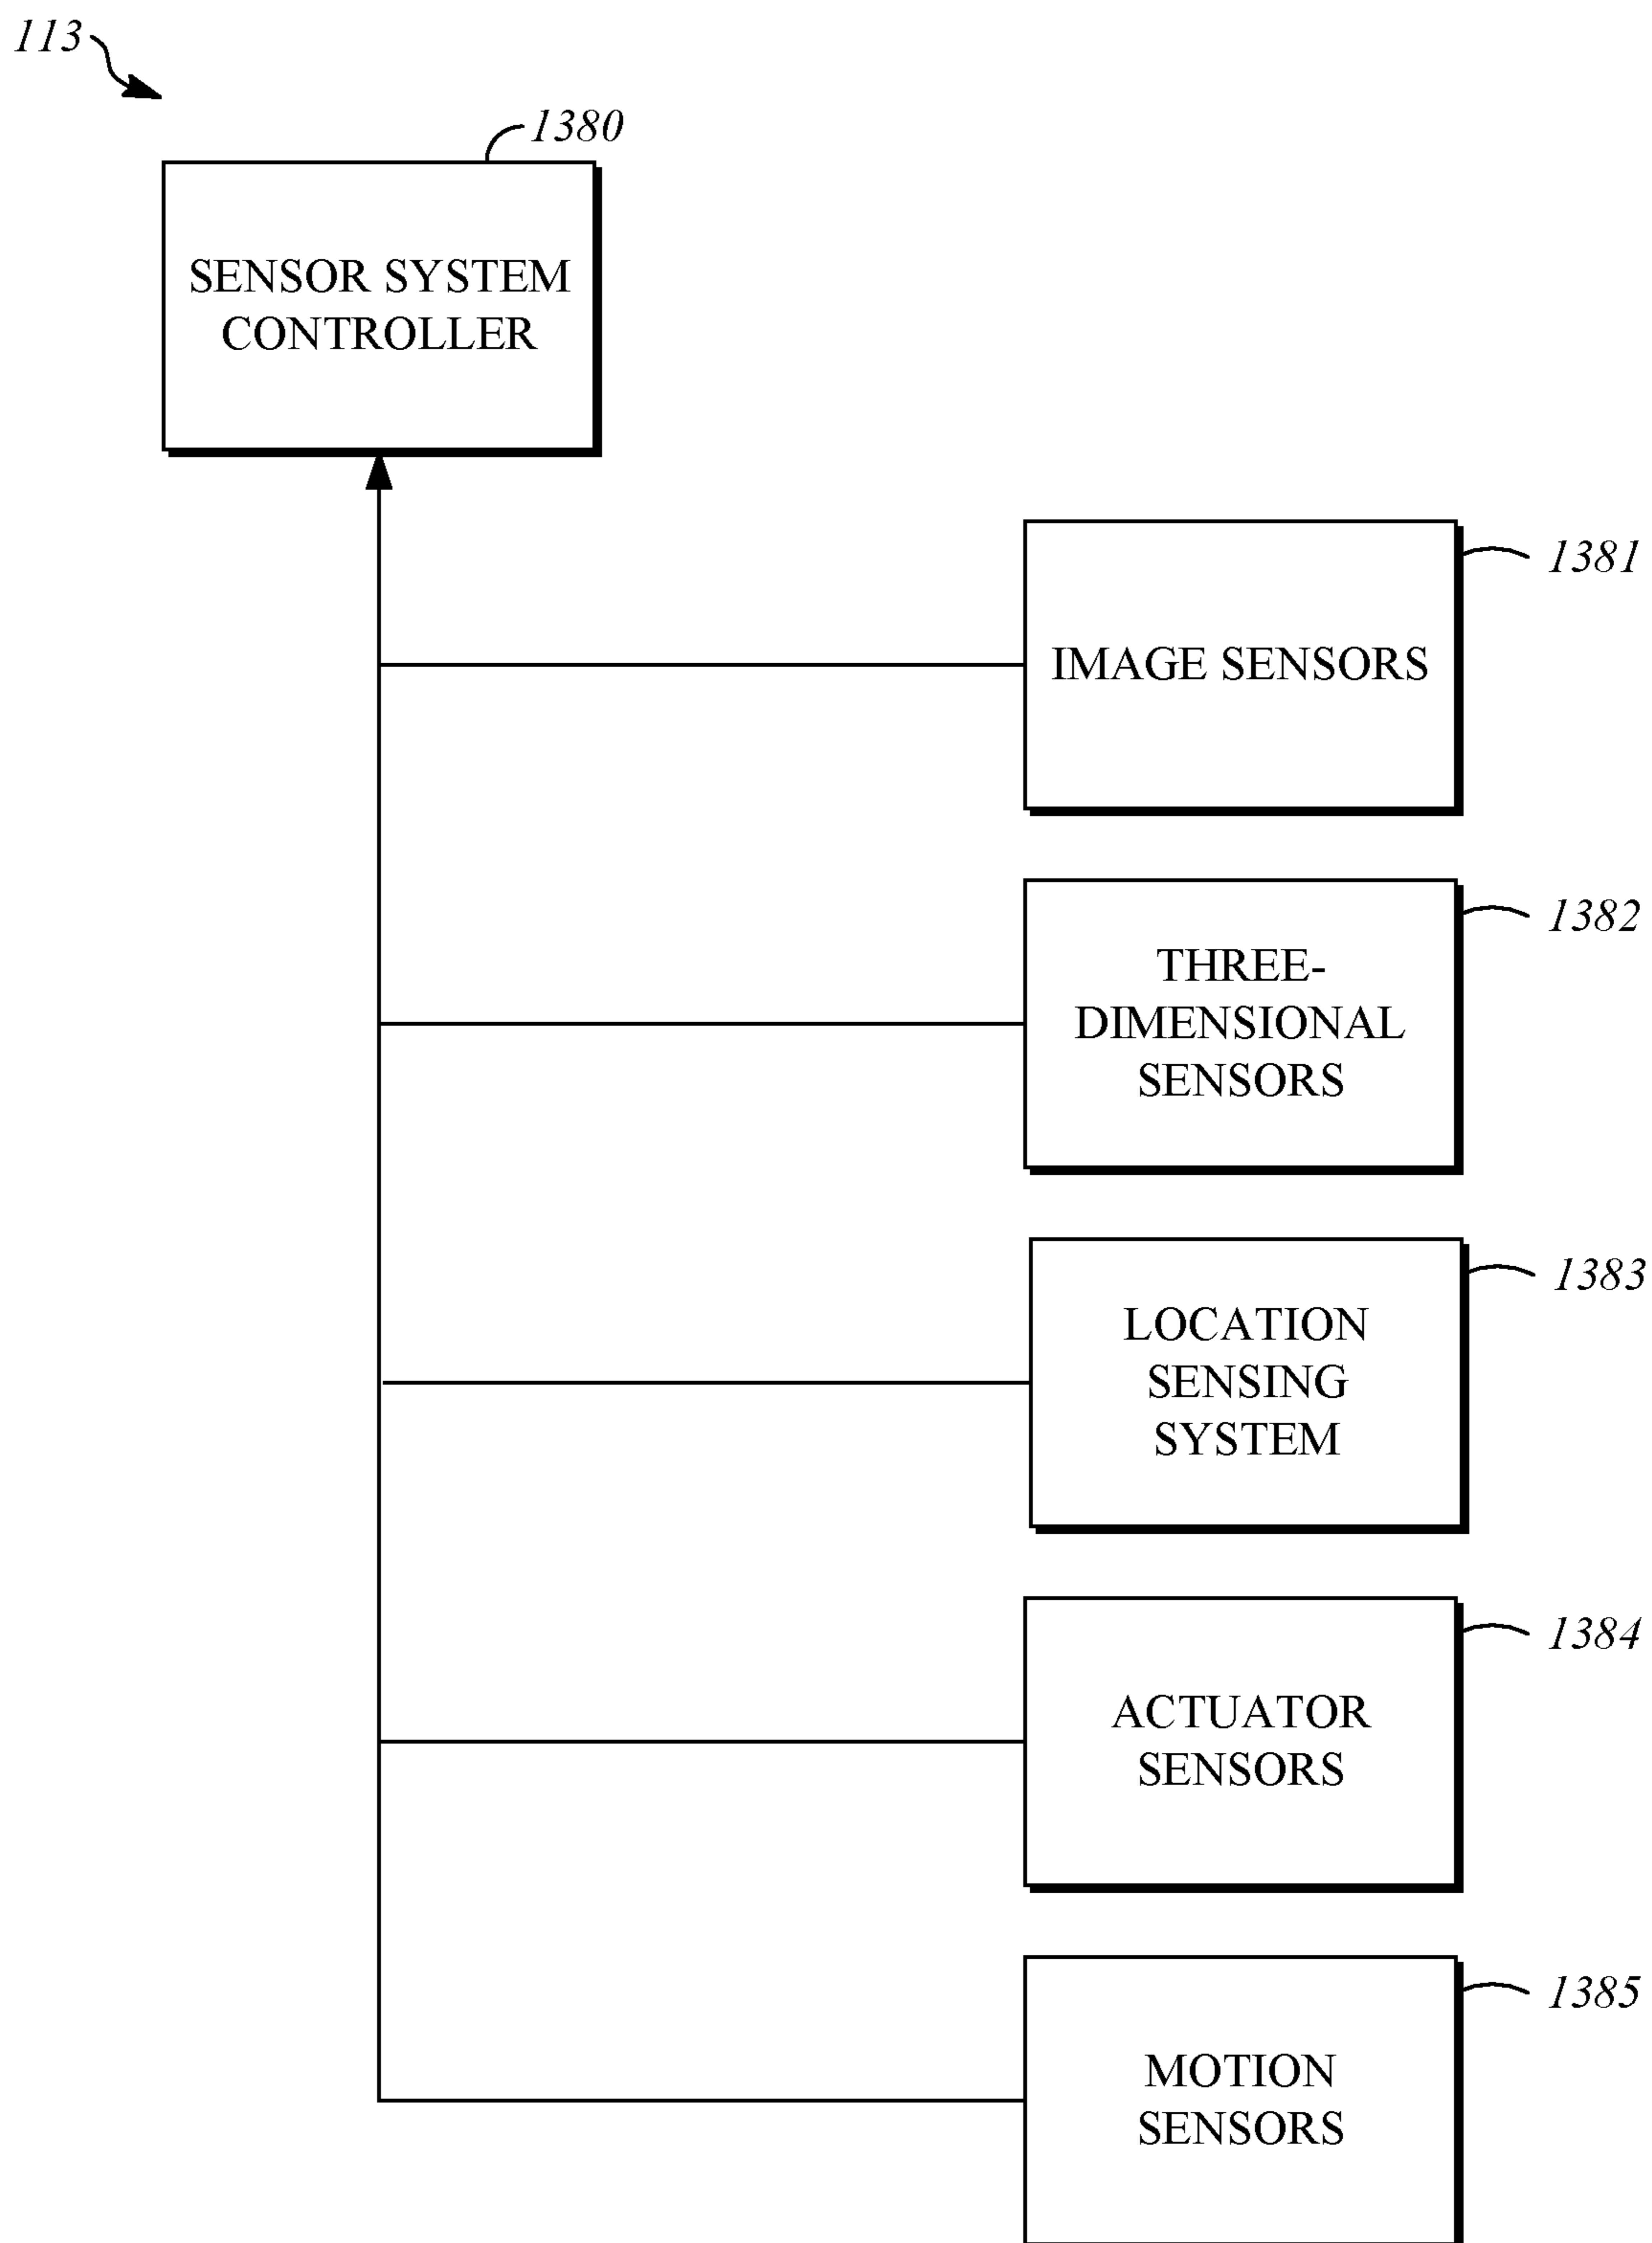 113
1380
SENSOR SYSTEM
CONTROLLER
1381
IMAGE SENSORS
1382
THREE-
DIMENSIONAL
SENSORS
1383
LOCATION
SENSING
SYSTEM
1384
ACTUATOR
SENSORS
1385
MOTION
SENSORS